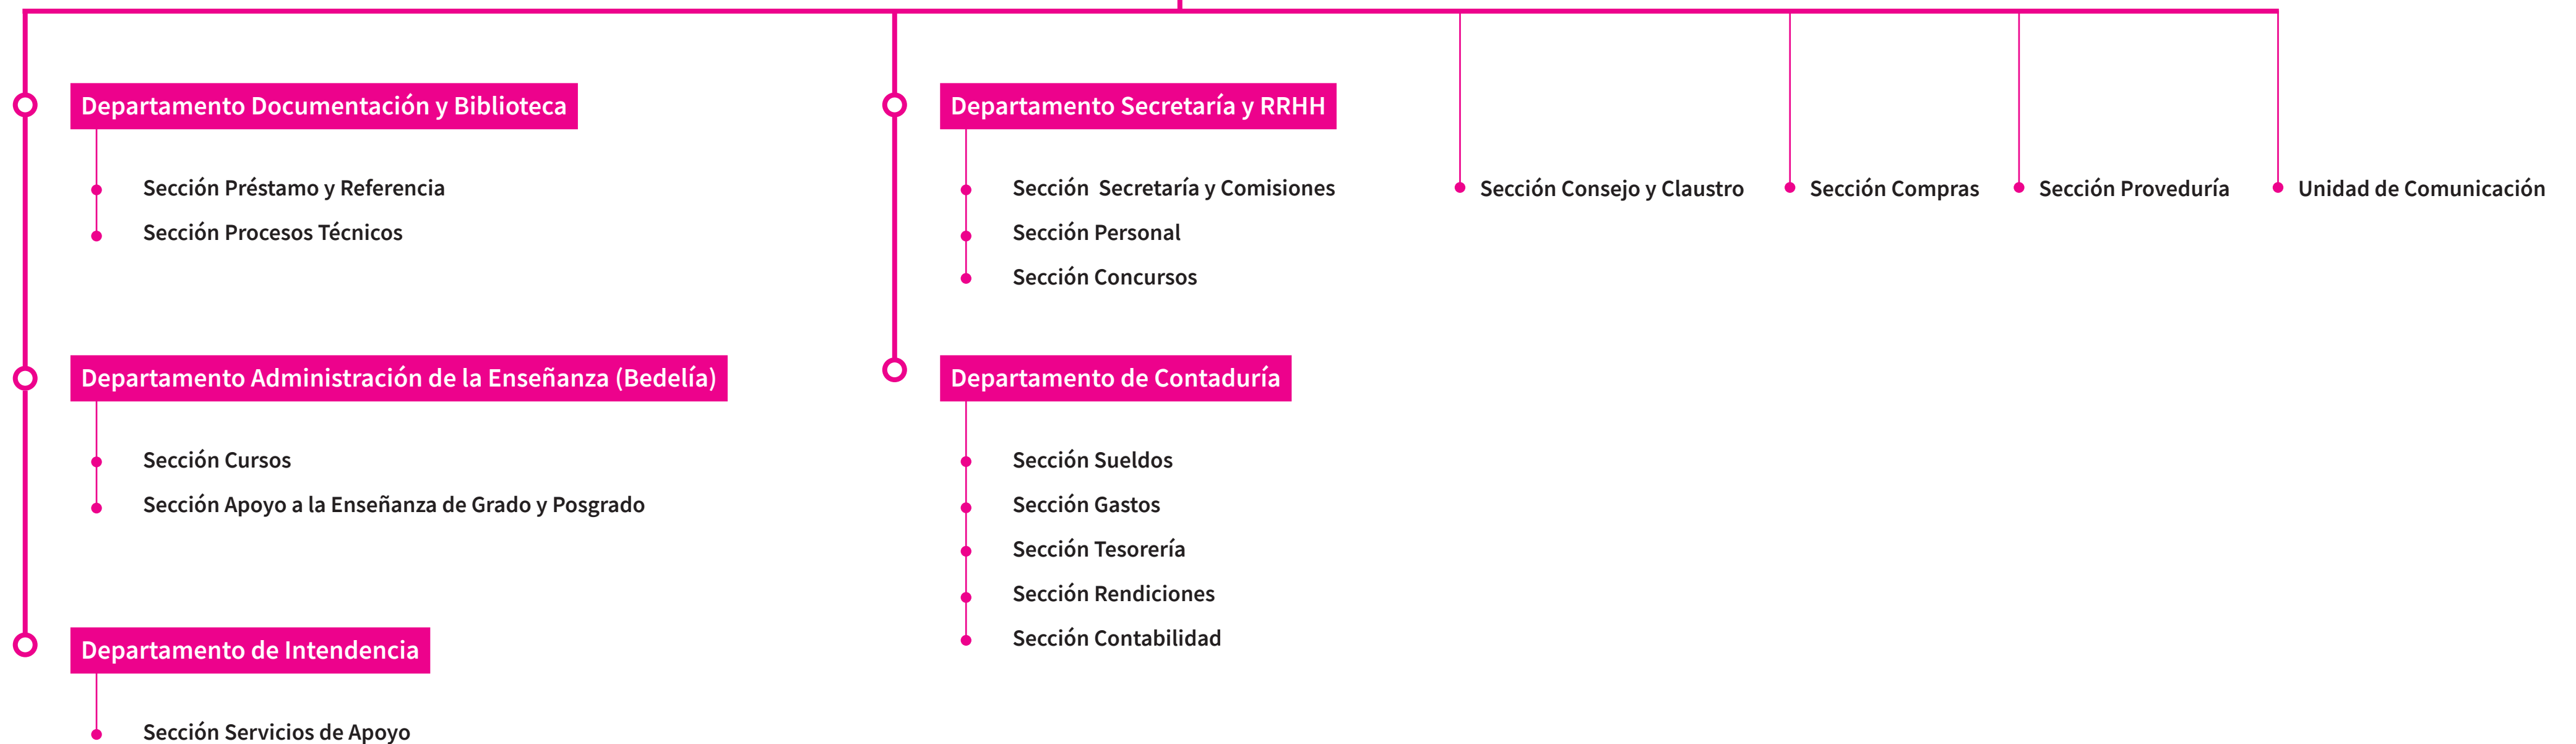 Departamento Documentación y Biblioteca
Sección Préstamo y Referencia
Sección Procesos Técnicos
Departamento Administración de la Enseñanza (Bedelía)
Sección Cursos
Sección Apoyo a la Enseñanza de Grado y Posgrado
Departamento de Intendencia
Sección Servicios de Apoyo
Departamento Secretaría y RRHH
Sección  Secretaría y Comisiones
Sección Personal
Sección Concursos
Departamento de Contaduría
Sección Sueldos
Sección Gastos
Sección Tesorería
Sección Rendiciones
Sección Contabilidad
Sección Consejo y Claustro
Sección Compras
Sección Proveduría
Unidad de Comunicación